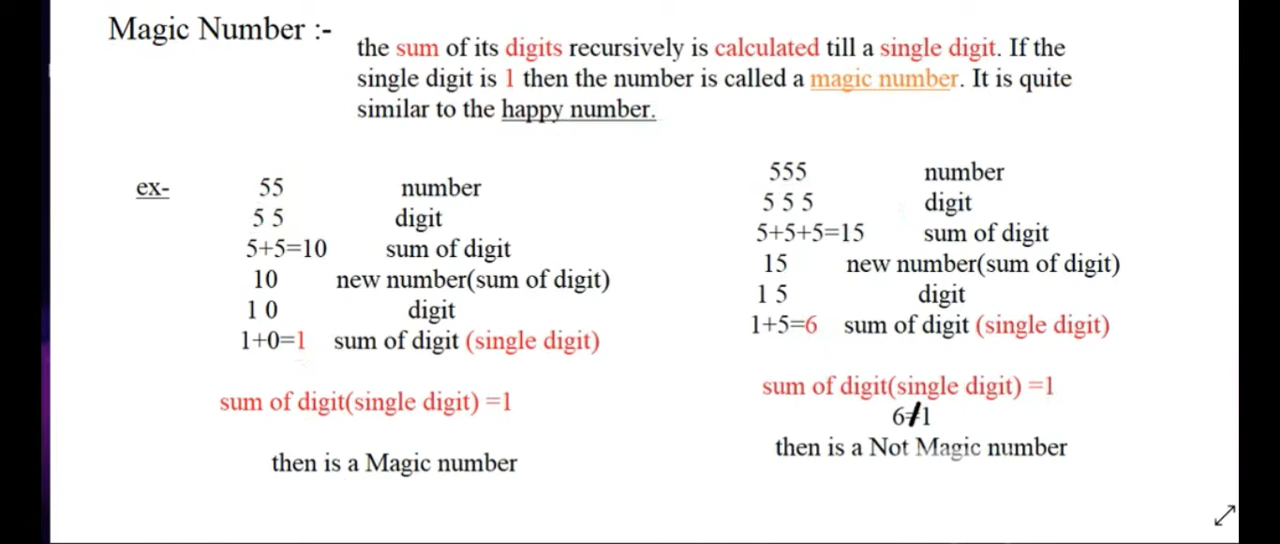 Magic Number :-
the sum of its digits recursively is calculated till a single digit. If the
single digit is 1 then the number is called a magic number. It is quite
similar to the happy number.
ex-
55 number
5 5 digit
5+5=10 sum of digit
10 new number(sum of digit)
1 0 digit
1+0=1 sum of digit (single digit)
sum of digit(single digit) =1
then is a Magic number
555 number
5 5 5 digit
5+5+5=15 sum of digit
15 new number(sum of digit)
1 5 digit
1+5=6 sum of digit (single digit)
sum of digit(single digit) =1
6≠1
then is a Not Magic number